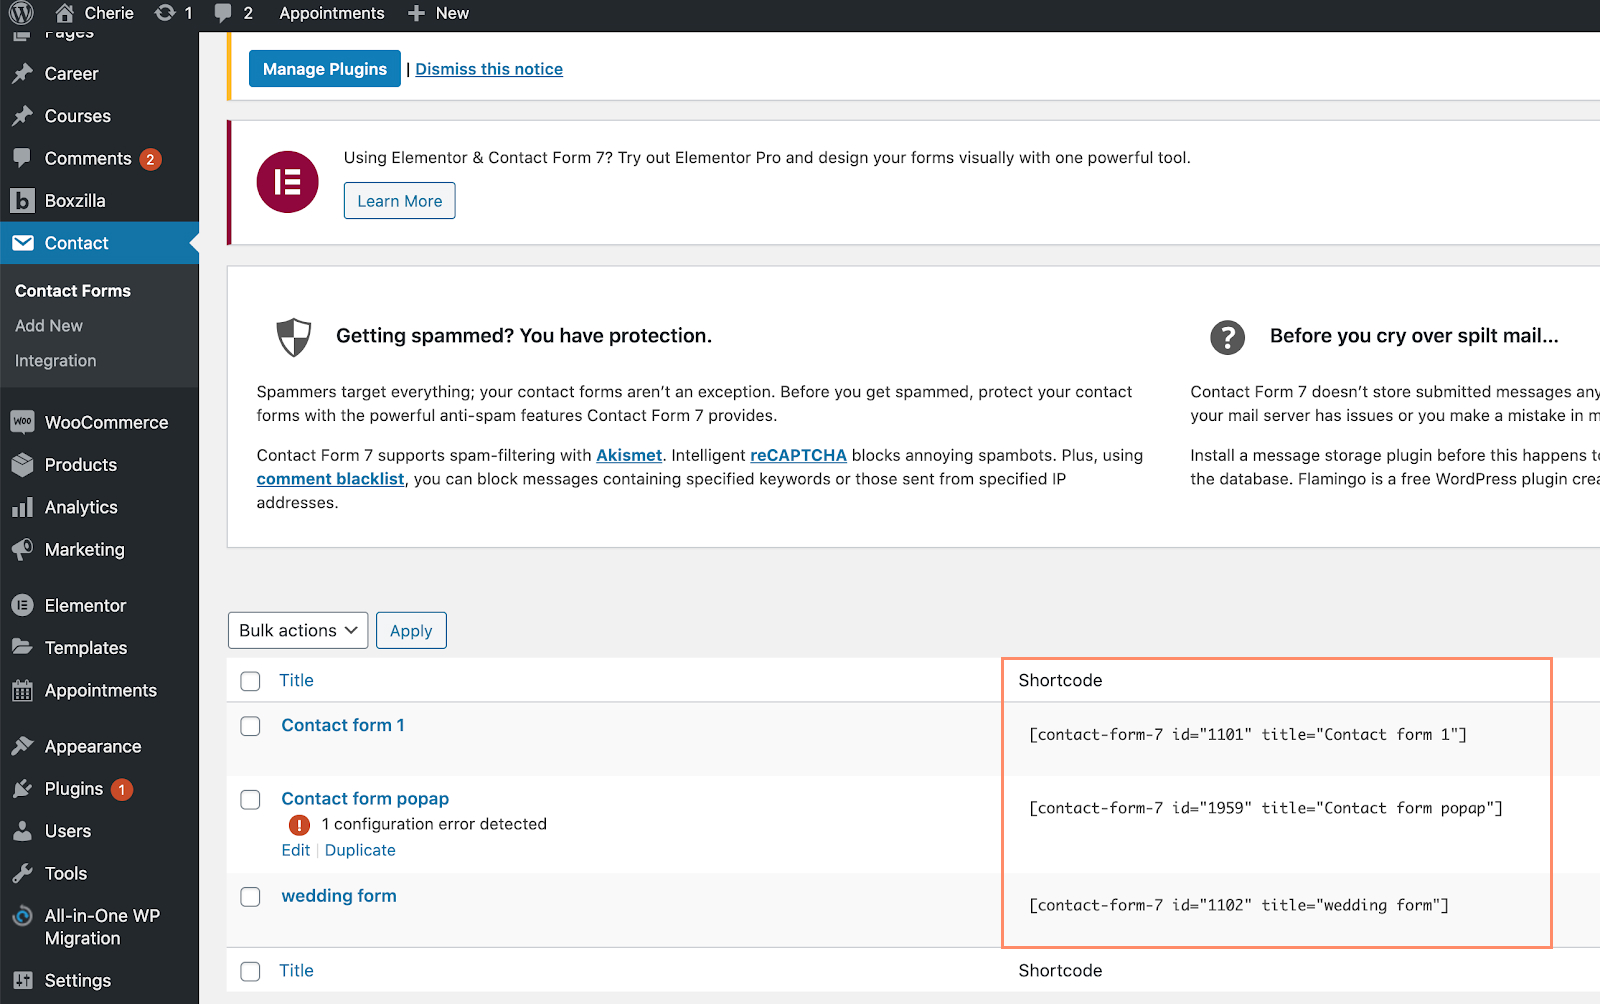 Cherie 1 2 Appointments + New
Pages
Career
Courses
Comments 2
Boxzilla
Contact
Contact Forms
Add New
Integration
WooCommerce
Products
Analytics
Marketing
Elementor
Templates
Appointments
Appearance
Plugins 1
Users
Tools
All-in-One WP
Migration
Settings
Manage Plugins | Dismiss this notice
Using Elementor & Contact Form 7? Try out Elementor Pro and design your forms visually with one powerful tool.
Learn More
Getting spammed? You have protection.
Spammers target everything; your contact forms aren’t an exception. Before you get spammed, protect your contact
forms with the powerful anti-spam features Contact Form 7 provides.
Contact Form 7 supports spam-filtering with Akismet. Intelligent reCAPTCHA blocks annoying spambots. Plus, using
comment blacklist, you can block messages containing specified keywords or those sent from specified IP
addresses.
Before you cry over spilt mail...
Contact Form 7 doesn’t store submitted messages any
your mail server has issues or you make a mistake in m
Install a message storage plugin before this happens to
the database. Flamingo is a free WordPress plugin crea
Bulk actions Apply
Title Shortcode
Contact form 1 [contact-form-7 id="1101" title="Contact form 1"]
Contact form popap [contact-form-7 id="1959" title="Contact form popap"]
1 configuration error detected
Edit | Duplicate
wedding form [contact-form-7 id="1102" title="wedding form"]
Title Shortcode